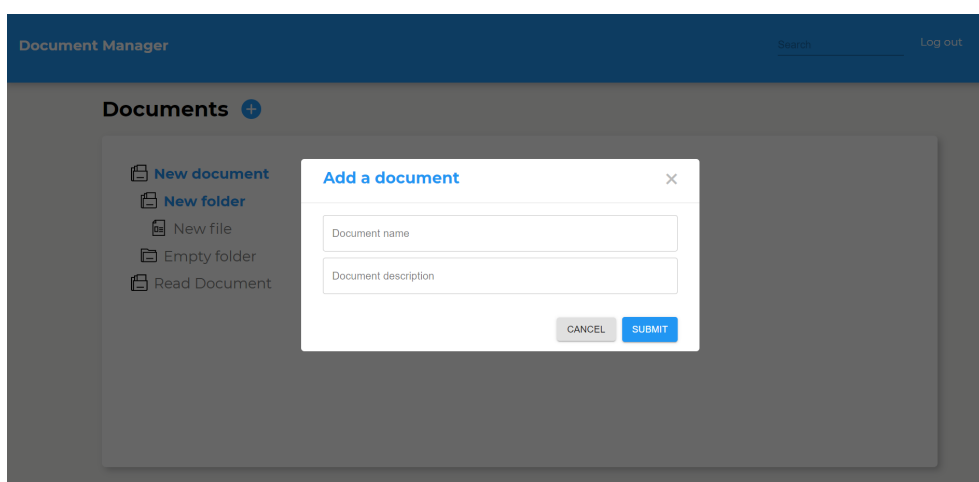 Document Manager
Search
Log out
Documents
New document
New folder
New file
Empty folder
Read Document
Add a document
Document name
Document description
CANCEL
SUBMIT